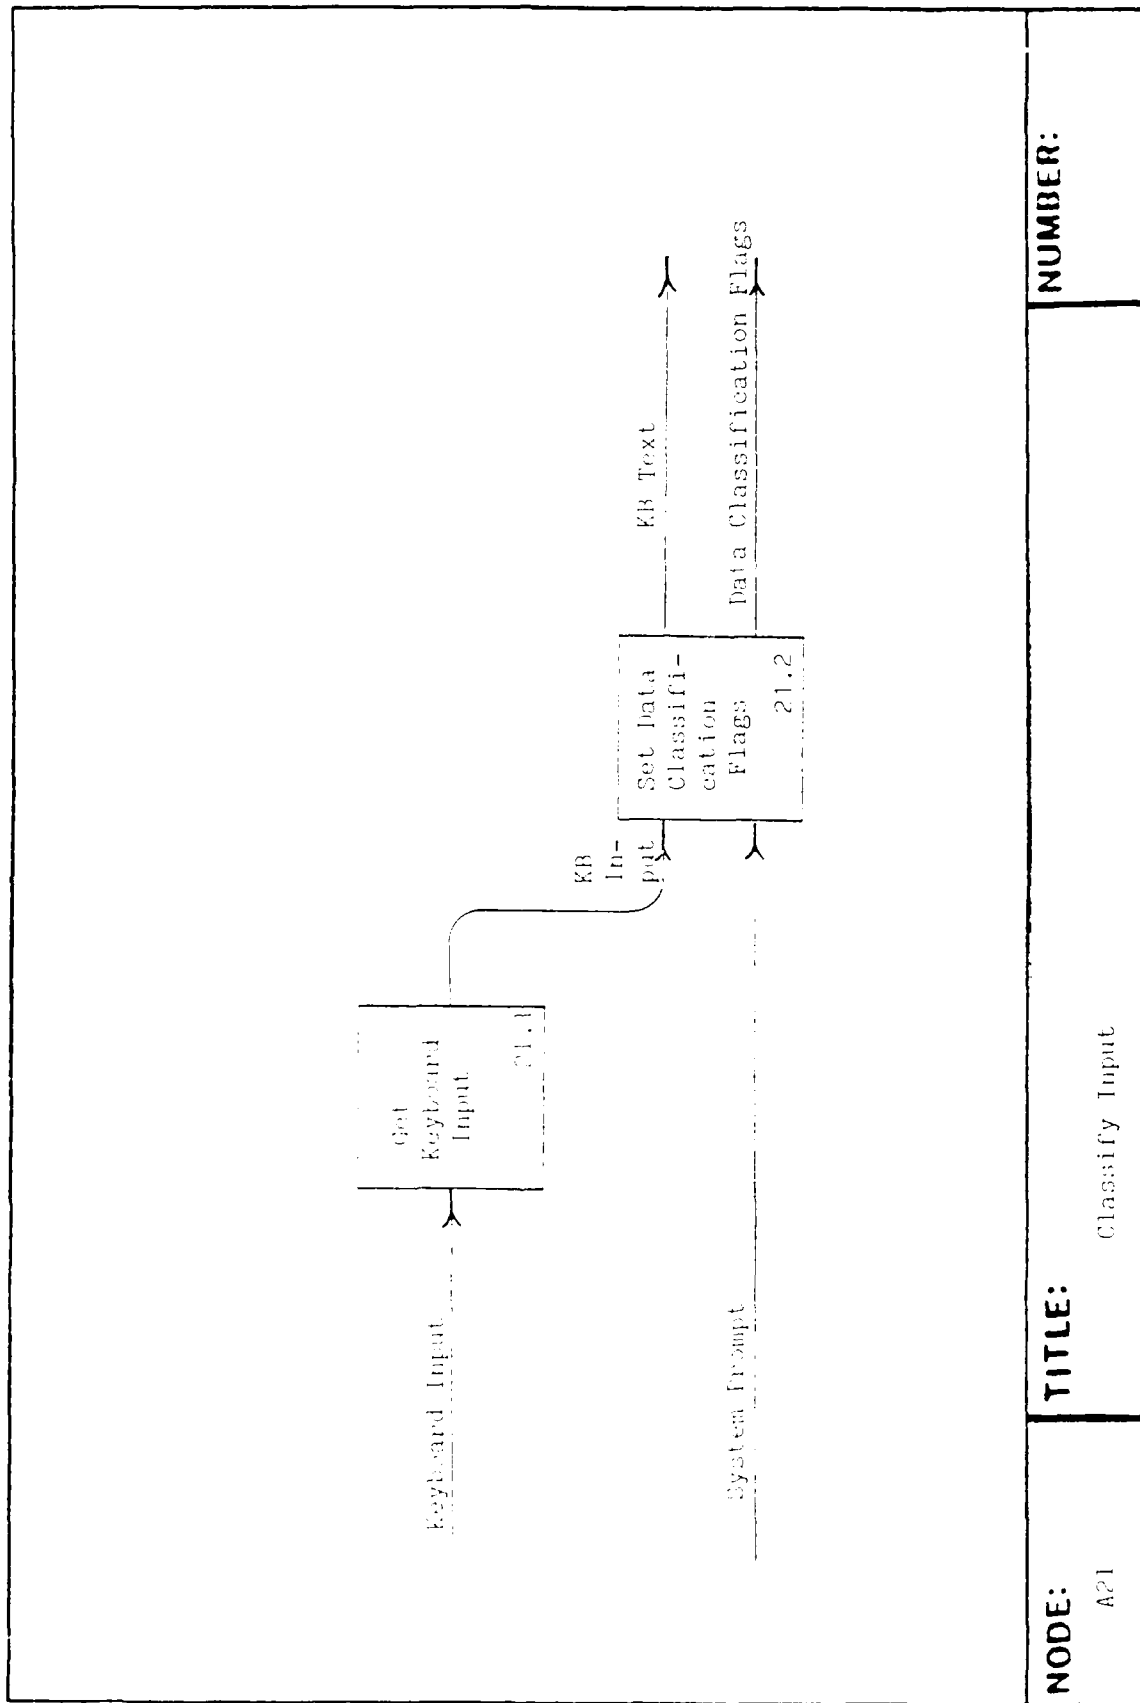 Keyboard Input
Get
Keyboard
Input
21.1
KB
In-
put
System Prompt
Set Data
Classifi-
cation
Flags
21.2
KB Text
Data Classification Flags
NODE:
A21
TITLE:
Classify Input
NUMBER: